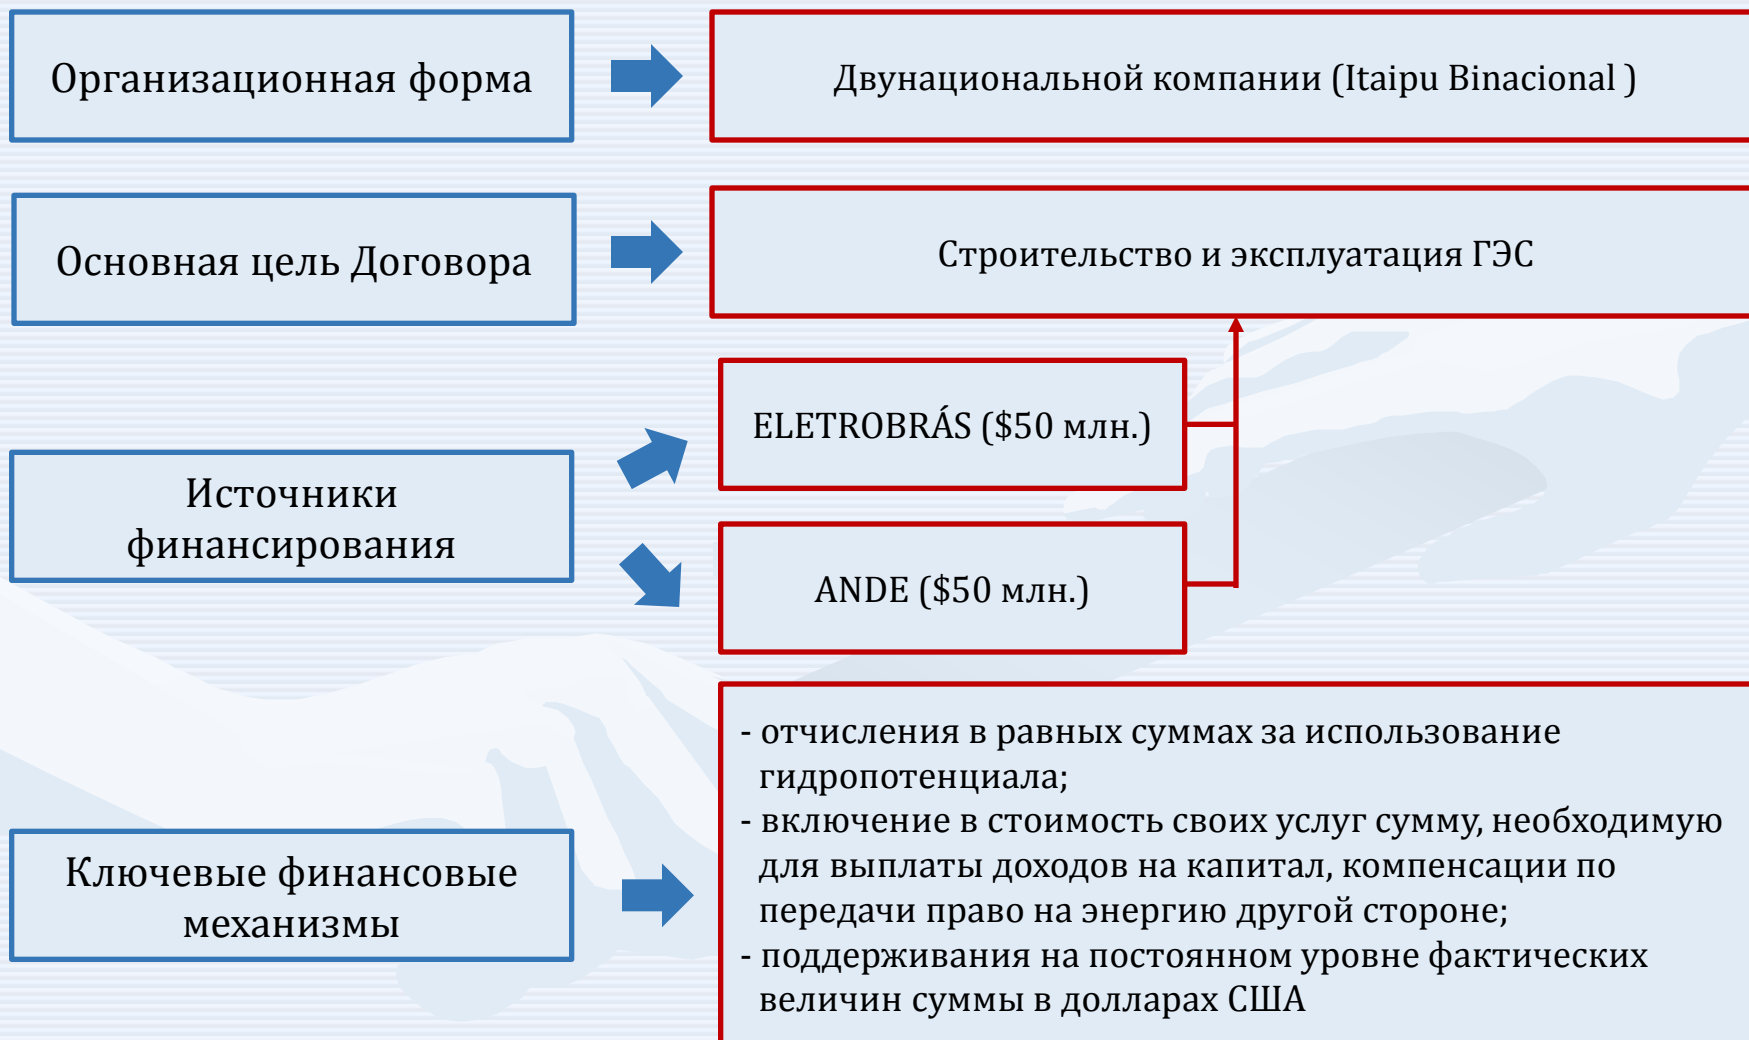 Организационная форма
Двунациональной компании (Itaipu Binacional )
Основная цель Договора
Строительство и эксплуатация ГЭС
Источники
финансирования
ELETROBRÁS ($50 млн.)
ANDE ($50 млн.)
Ключевые финансовые
механизмы
- отчисления в равных суммах за использование
гидропотенциала;
- включение в стоимость своих услуг сумму, необходимую
для выплаты доходов на капитал, компенсации по
передачи право на энергию другой стороне;
- поддерживания на постоянном уровне фактических
величин суммы в долларах США